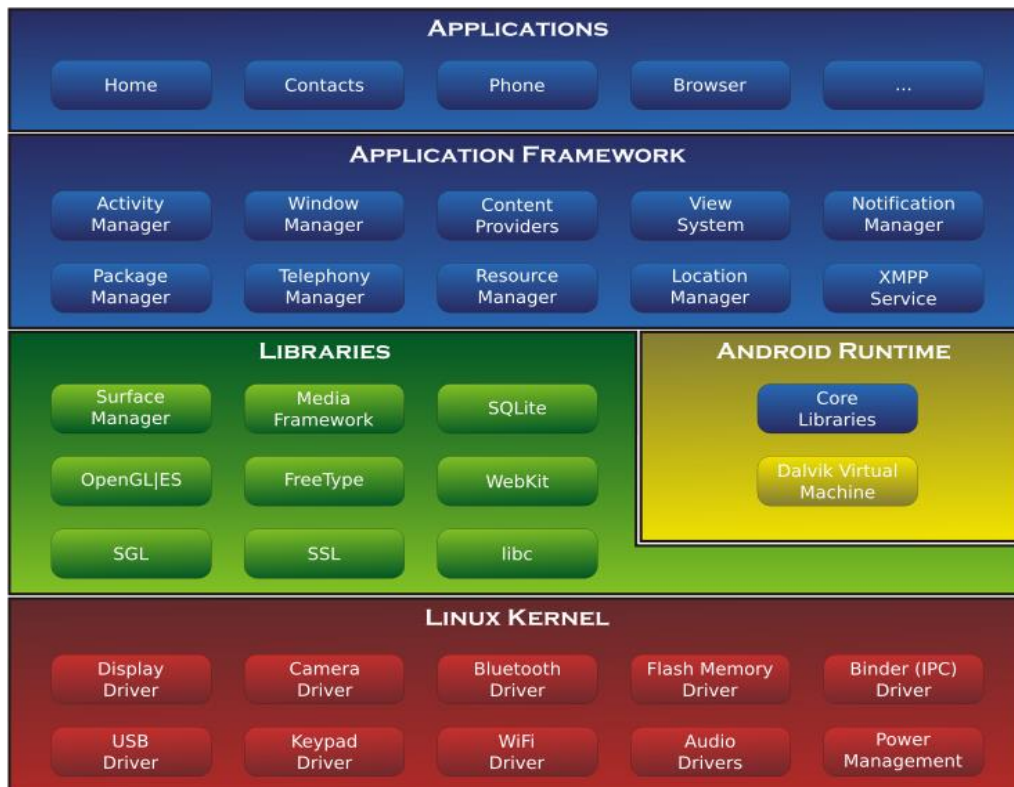 APPLICATIONS
Home
Contacts
Phone
Browser
...
APPLICATION FRAMEWORK
Activity
Manager
Window
Manager
Content
Providers
View
System
Notification
Manager
Package
Manager
Telephony
Manager
Resource
Manager
Location
Manager
XMPP
Service
LIBRARIES
Surface
Manager
Media
Framework
SQLite
OpenGL|ES
FreeType
WebKit
SGL
SSL
libc
ANDROID RUNTIME
Core
Libraries
Dalvik Virtual
Machine
LINUX KERNEL
Display
Driver
Camera
Driver
Bluetooth
Driver
Flash Memory
Driver
Binder (IPC)
Driver
USB
Driver
Keypad
Driver
WiFi
Driver
Audio
Drivers
Power
Management